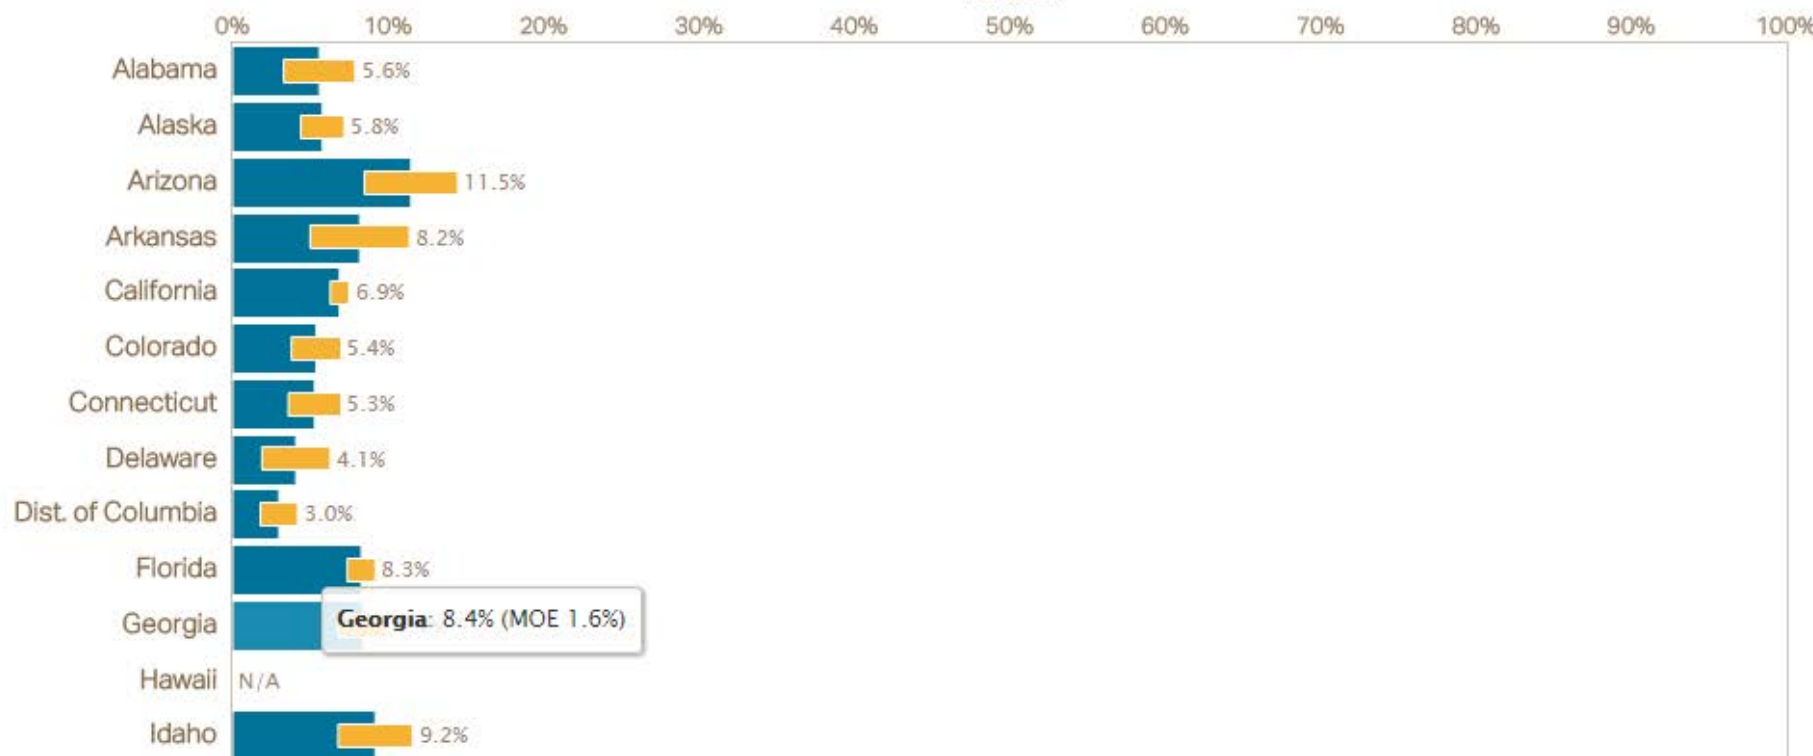 0% 10% 20% 30% 40% 50% 60% 70% 80% 90% 100%
Alabama 5.6%
Alaska 5.8%
Arizona 11.5%
Arkansas 8.2%
California 6.9%
Colorado 5.4%
Connecticut 5.3%
Delaware 4.1%
Dist. of Columbia 3.0%
Florida 8.3%
Georgia Georgia: 8.4% (MOE 1.6%)
Hawaii N/A
Idaho 9.2%